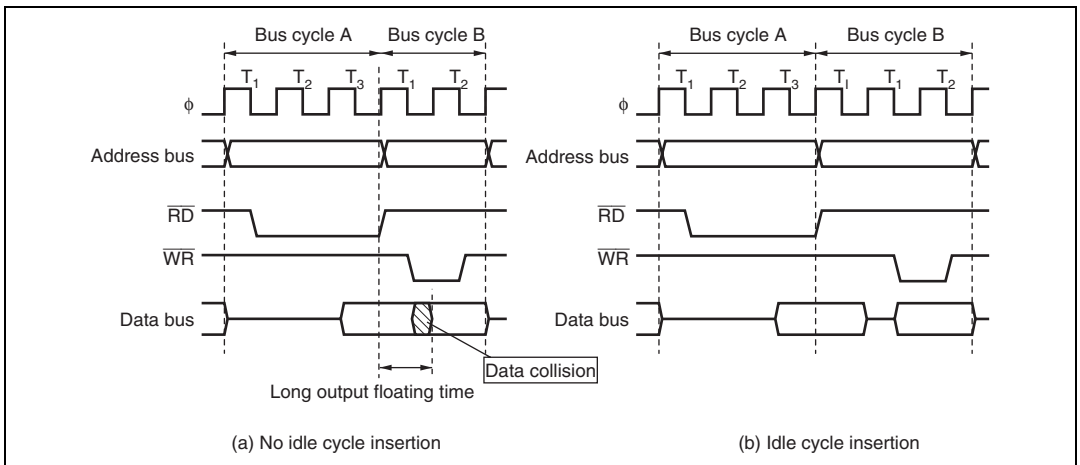 Bus cycle A Bus cycle B
T1 T2 T3 T1 T2
ϕ
Address bus
RD
WR
Data bus
Data collision
Long output floating time
(a) No idle cycle insertion
Bus cycle A Bus cycle B
T1 T2 T3 TI T1 T2
ϕ
Address bus
RD
WR
Data bus
(b) Idle cycle insertion